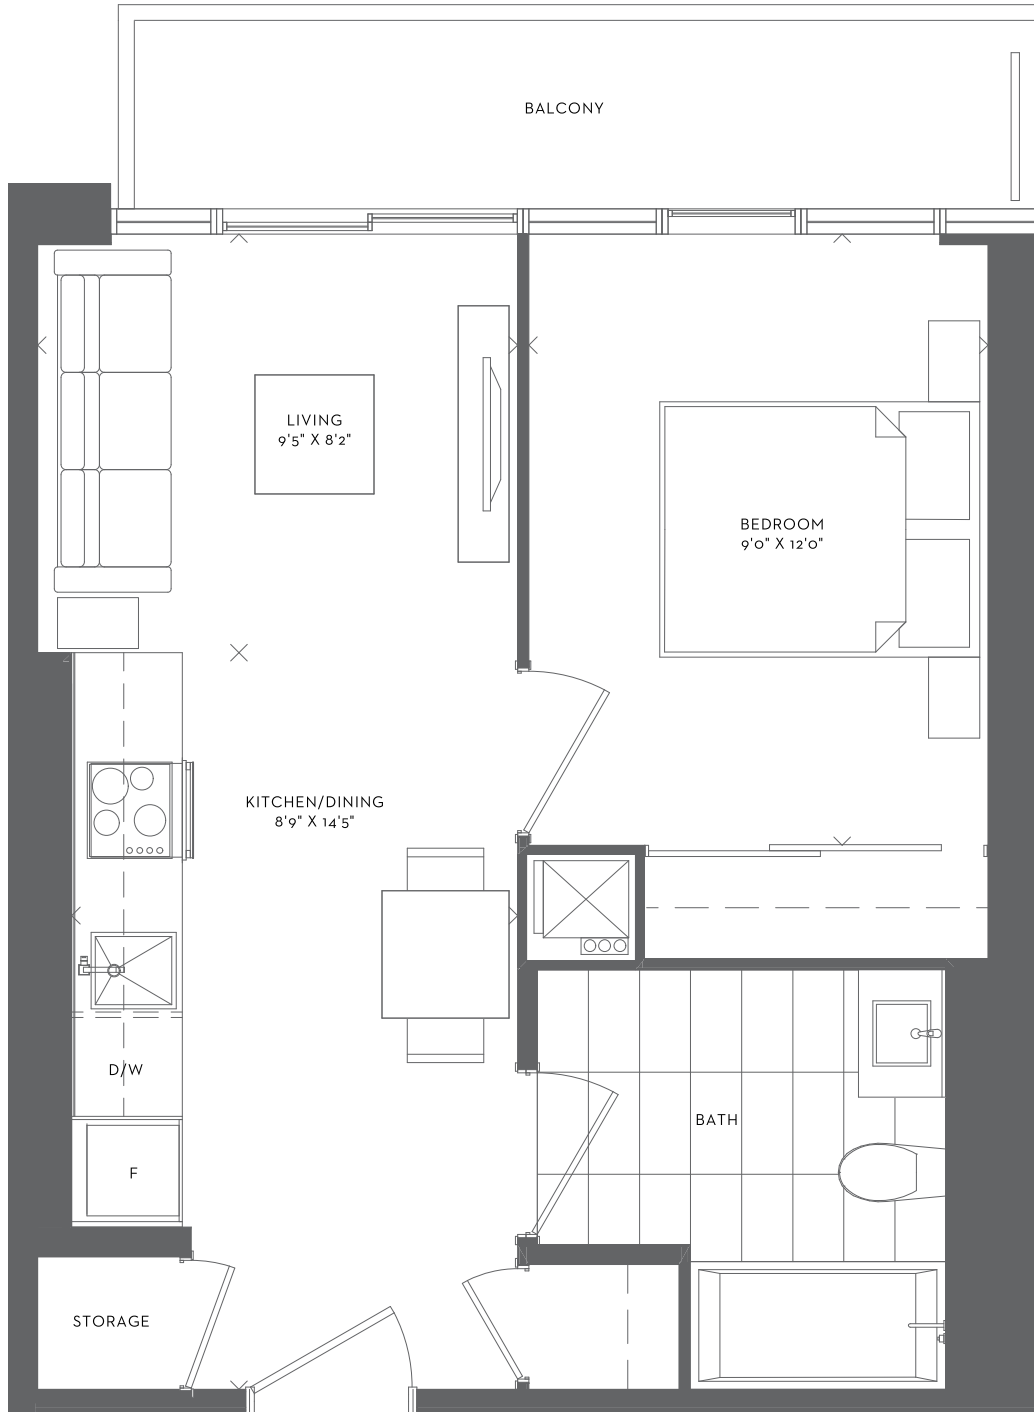 BALCONY
LIVING
9'5" X 8'2"
BEDROOM
9'0" X 12'0"
KITCHEN/DINING
8'9" X 14'5"
D/W
BATH
F
STORAGE